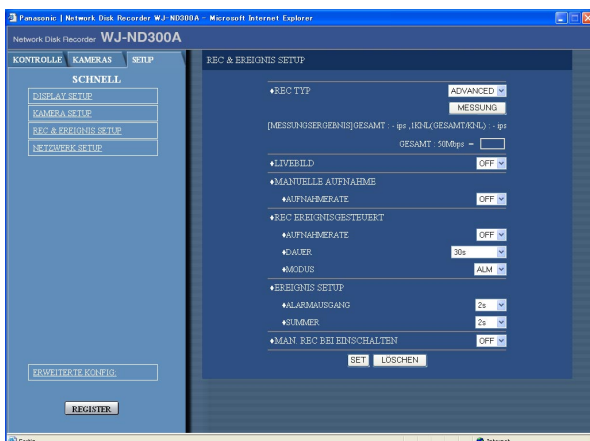 Panasonic | Network Disk Recorder WJ-ND300A - Microsoft Internet Explorer
Network Disk Recorder WJ-ND300A
KONTROLLE KAMERAS SETUP
SCHNELL
DISPLAY SETUP
KAMERA SETUP
REC & EREIGNIS SETUP
NETZWERK SETUP
ERWEITERTE KONFIG.
REGISTER
REC & EREIGNIS SETUP
♦REC TYP ADVANCED
MESSUNG
[MESSUNGSERGEBNIS]GESAMT : - ips ,1KNL(GESAMT/KNL) : - ips
GESAMT : 50Mbps =
♦LIVEBILD OFF
♦MANUELLE AUFNAHME
♦AUFNAHMERATE OFF
♦REC EREIGNISGESTEUERT
♦AUFNAHMERATE OFF
♦DAUER 30s
♦MODUS ALM
♦EREIGNIS SETUP
♦ALARMAUSGANG 2s
♦SUMMER 2s
♦MAN. REC BEI EINSCHALTEN OFF
SET LOSCHEN
Internet